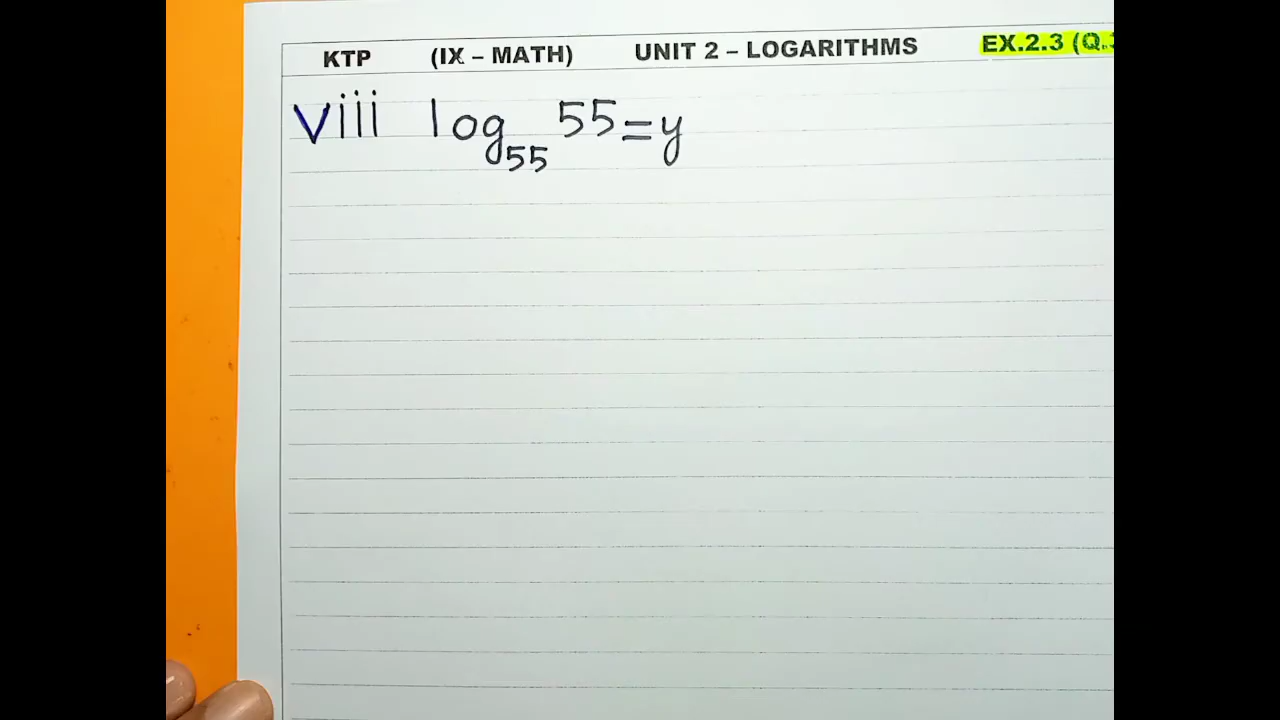 KTP (IX – MATH) UNIT 2 – LOGARITHMS EX.2.3 (Q.
viii log₅₅ 55 = y